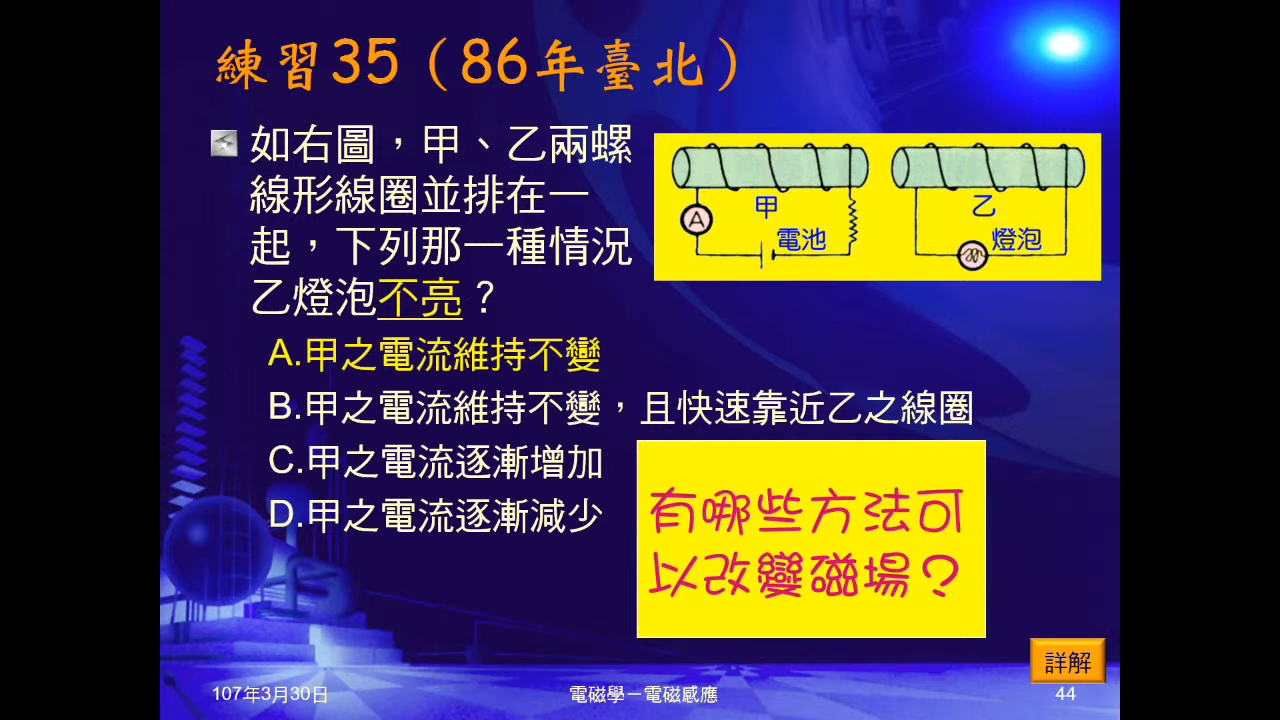 練習35（86年臺北）
如右圖，甲、乙兩螺
線形線圈並排在一
起，下列那一種情況
乙燈泡不亮？
甲
乙
A
電池
燈泡
A.甲之電流維持不變
B.甲之電流維持不變，且快速靠近乙之線圈
C.甲之電流逐漸增加
D.甲之電流逐漸減少
有哪些方法可
以改變磁場？
詳解
107年3月30日
電磁學－電磁感應
44